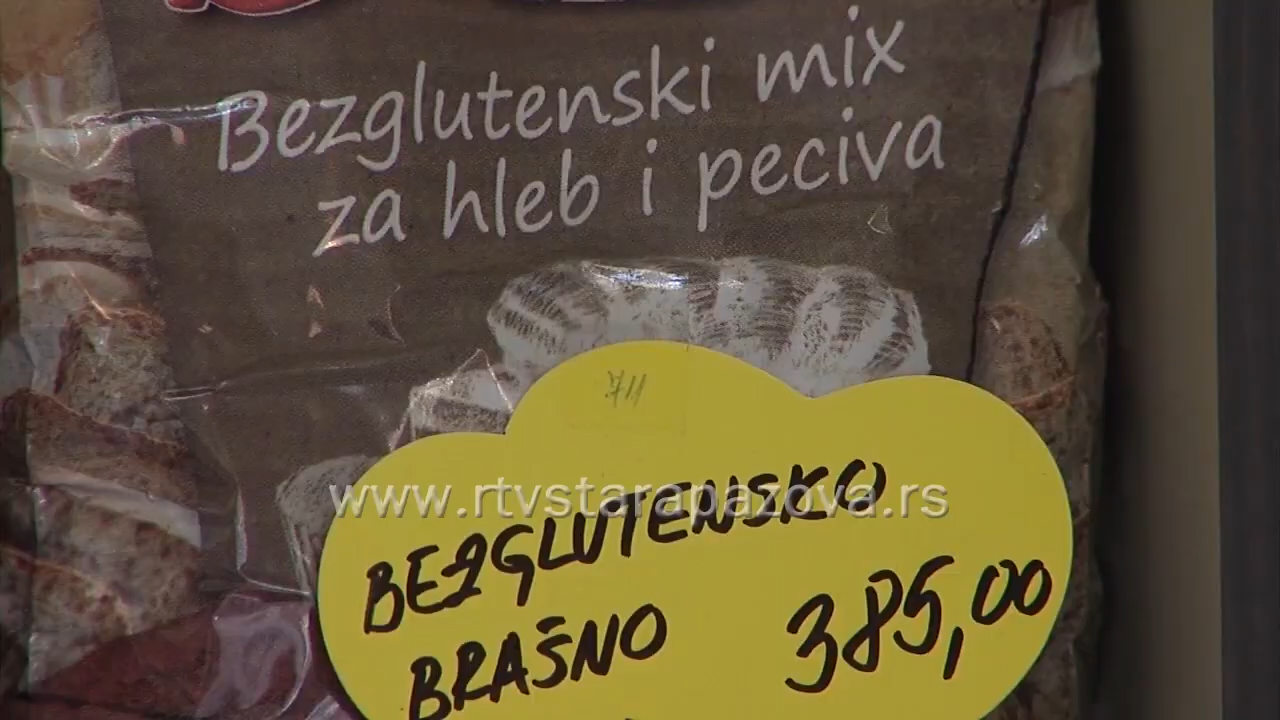 Bezglutenski mix
za hleb i peciva
711
www.rtvstarapazova.rs
BEZGLUTENSKO
BRAŠNO 385,00